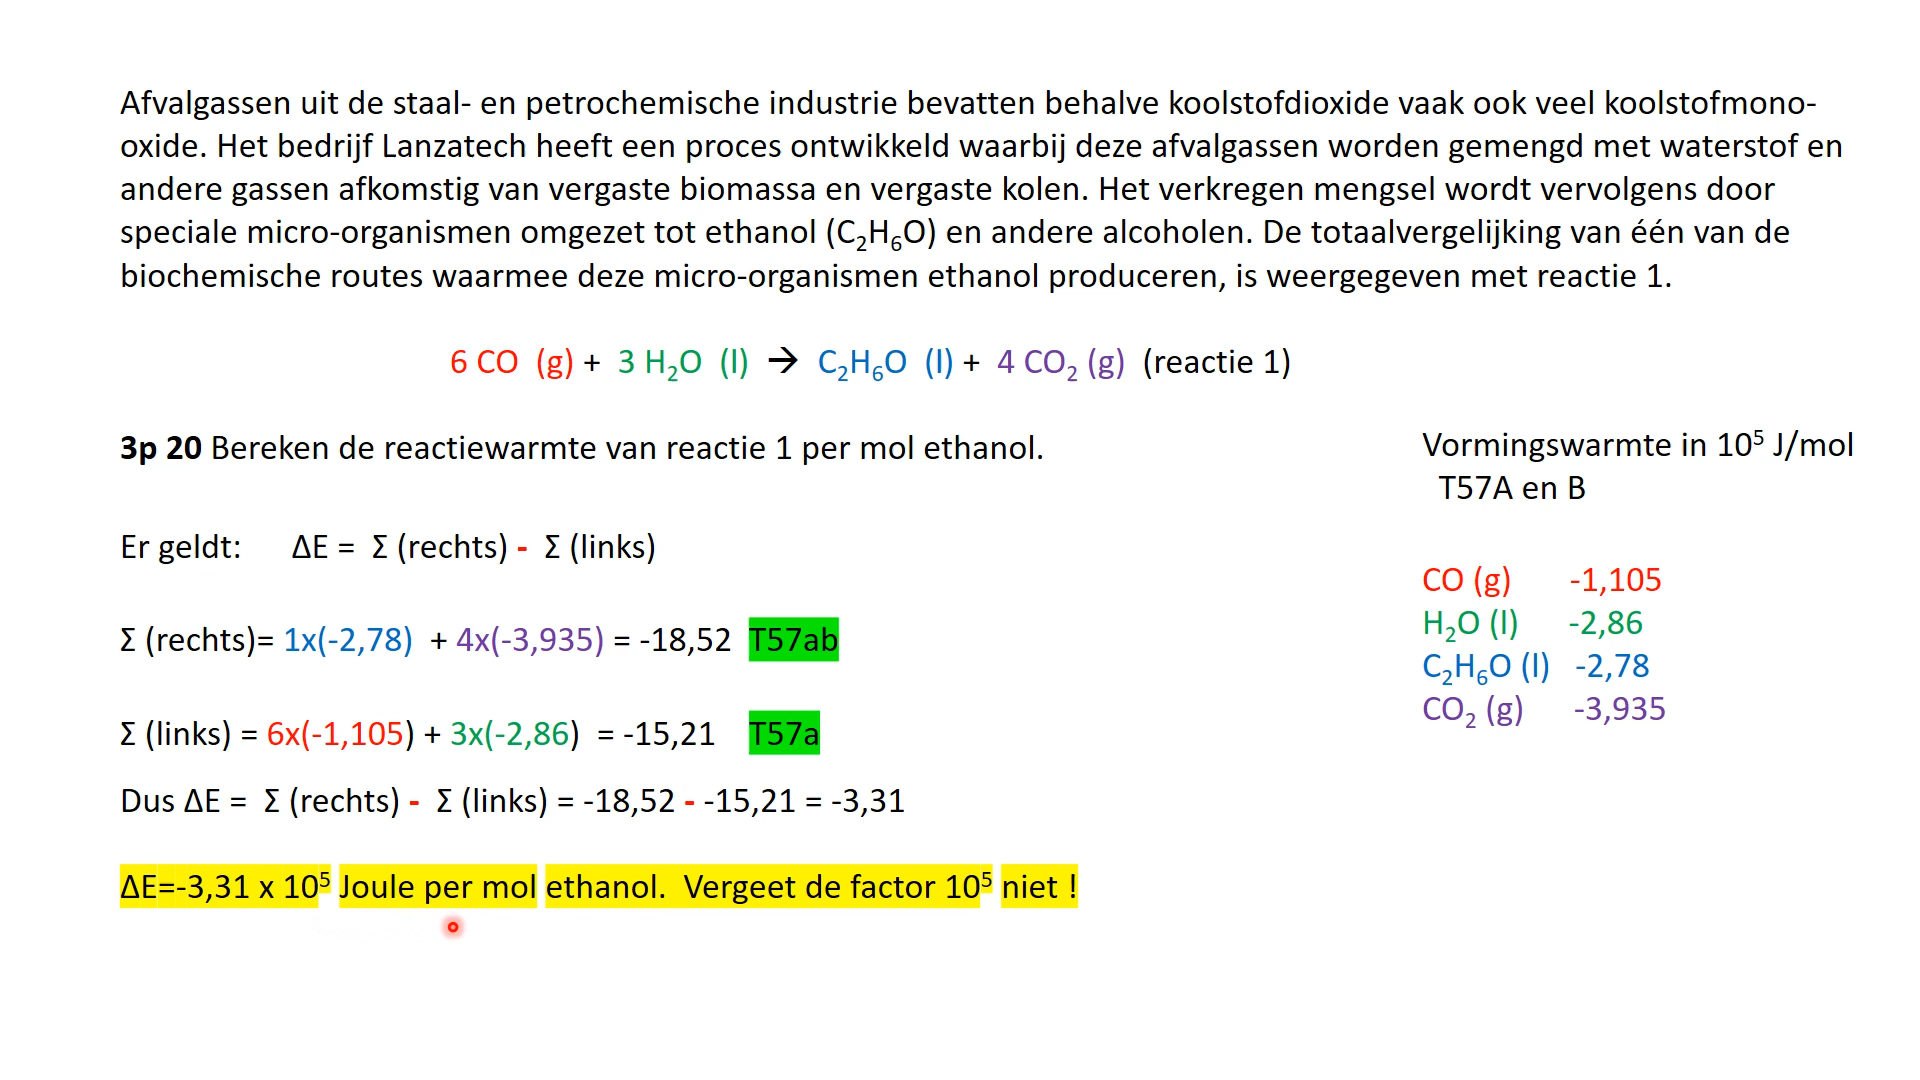 Afvalgassen uit de staal- en petrochemische industrie bevatten behalve koolstofdioxide vaak ook veel koolstofmono-
oxide. Het bedrijf Lanzatech heeft een proces ontwikkeld waarbij deze afvalgassen worden gemengd met waterstof en
andere gassen afkomstig van vergaste biomassa en vergaste kolen. Het verkregen mengsel wordt vervolgens door
speciale micro-organismen omgezet tot ethanol (C₂H₆O) en andere alcoholen. De totaalvergelijking van één van de
biochemische routes waarmee deze micro-organismen ethanol produceren, is weergegeven met reactie 1.
6 CO (g) + 3 H₂O (l) → C₂H₆O (l) + 4 CO₂ (g) (reactie 1)
3p 20 Bereken de reactiewarmte van reactie 1 per mol ethanol.
Er geldt: ΔE = Σ (rechts) - Σ (links)
Σ (rechts)= 1x(-2,78) + 4x(-3,935) = -18,52 T57ab
Σ (links) = 6x(-1,105) + 3x(-2,86) = -15,21 T57a
Dus ΔE = Σ (rechts) - Σ (links) = -18,52 - -15,21 = -3,31
ΔE=-3,31 x 10⁵ Joule per mol ethanol. Vergeet de factor 10⁵ niet !
Vormingswarmte in 10⁵ J/mol
T57A en B
CO (g) -1,105
H₂O (l) -2,86
C₂H₆O (l) -2,78
CO₂ (g) -3,935